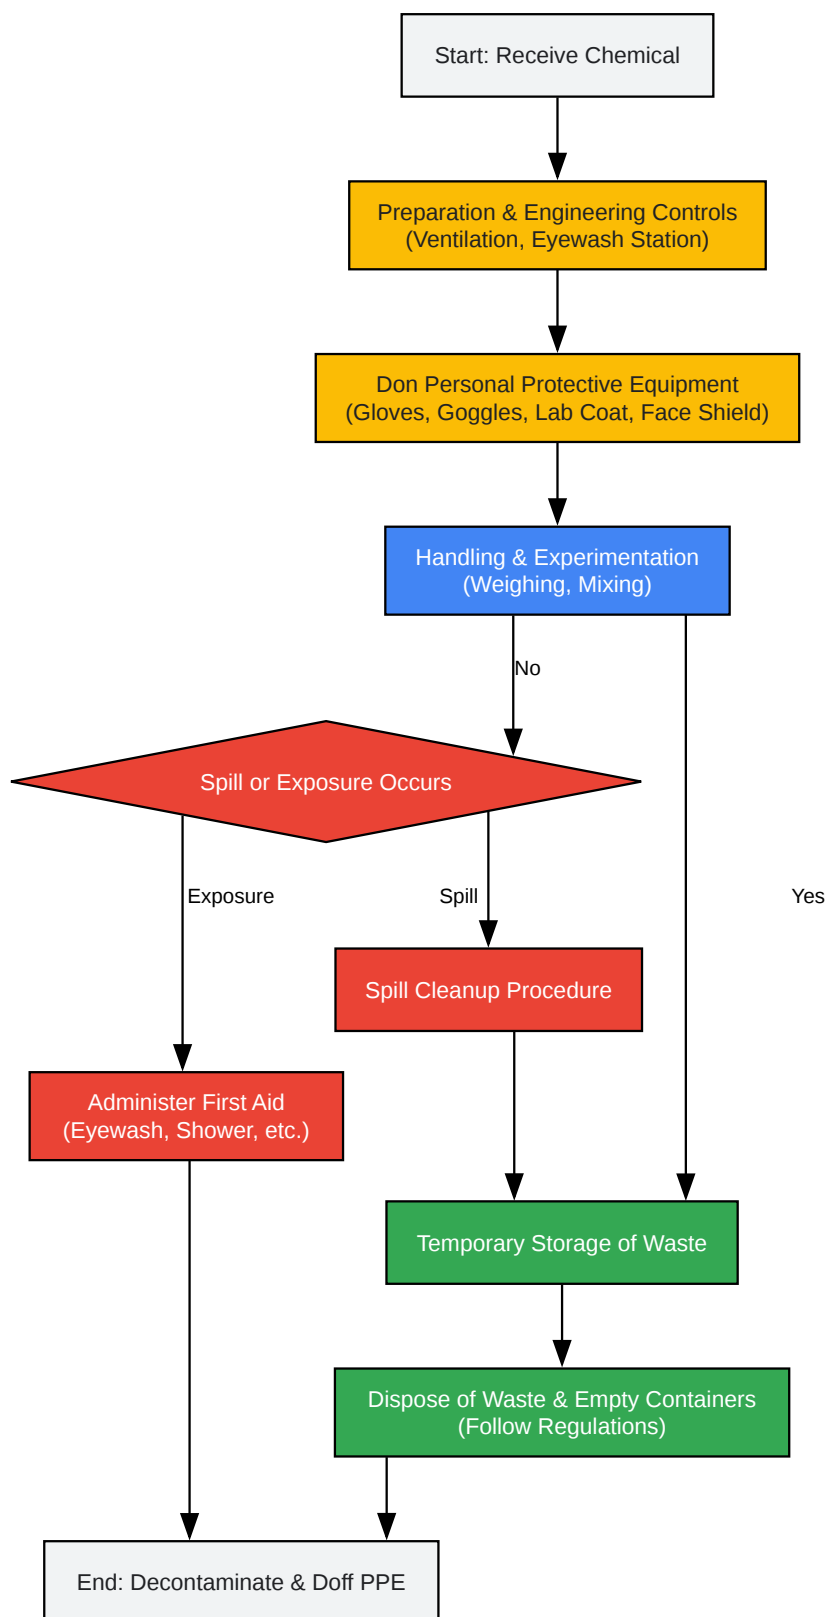 Start: Receive Chemical
Preparation & Engineering Controls
(Ventilation, Eyewash Station)
Don Personal Protective Equipment
(Gloves, Goggles, Lab Coat, Face Shield)
Handling & Experimentation
(Weighing, Mixing)
No
Spill or Exposure Occurs
Exposure
Spill
Yes
Spill Cleanup Procedure
Administer First Aid
(Eyewash, Shower, etc.)
Temporary Storage of Waste
Dispose of Waste & Empty Containers
(Follow Regulations)
End: Decontaminate & Doff PPE